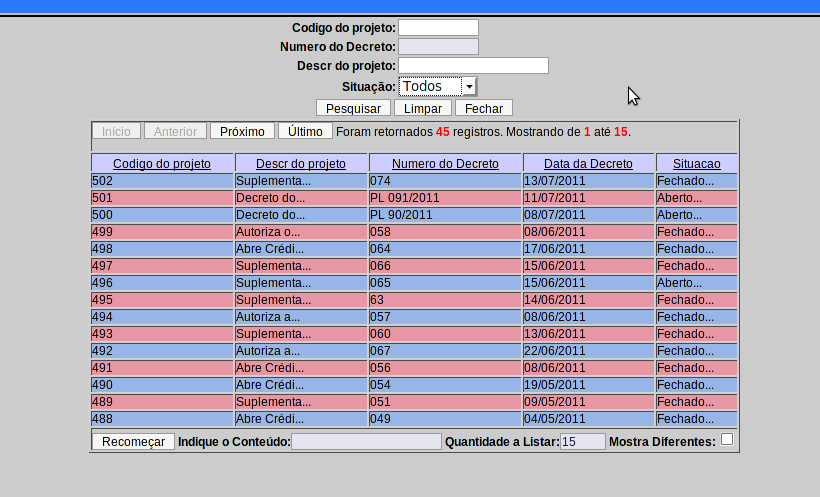 Codigo do projeto:
Numero do Decreto:
Descr do projeto:
Situação: Todos
Pesquisar Limpar Fechar
Início Anterior Próximo Último Foram retornados 45 registros. Mostrando de 1 até 15.
Codigo do projeto Descr do projeto Numero do Decreto Data da Decreto Situacao
502 Suplementa... 074 13/07/2011 Fechado...
501 Decreto do... PL 091/2011 11/07/2011 Aberto...
500 Decreto do... PL 90/2011 08/07/2011 Aberto...
499 Autoriza o... 058 08/06/2011 Fechado...
498 Abre Crédi... 064 17/06/2011 Fechado...
497 Suplementa... 066 15/06/2011 Fechado...
496 Suplementa... 065 15/06/2011 Aberto...
495 Suplementa... 63 14/06/2011 Fechado...
494 Autoriza a... 057 08/06/2011 Fechado...
493 Suplementa... 060 13/06/2011 Fechado...
492 Autoriza a... 067 22/06/2011 Fechado...
491 Abre Crédi... 056 08/06/2011 Fechado...
490 Abre Crédi... 054 19/05/2011 Fechado...
489 Suplementa... 051 09/05/2011 Fechado...
488 Abre Crédi... 049 04/05/2011 Fechado...
Recomeçar Indique o Conteúdo: Quantidade a Listar: 15 Mostra Diferentes: